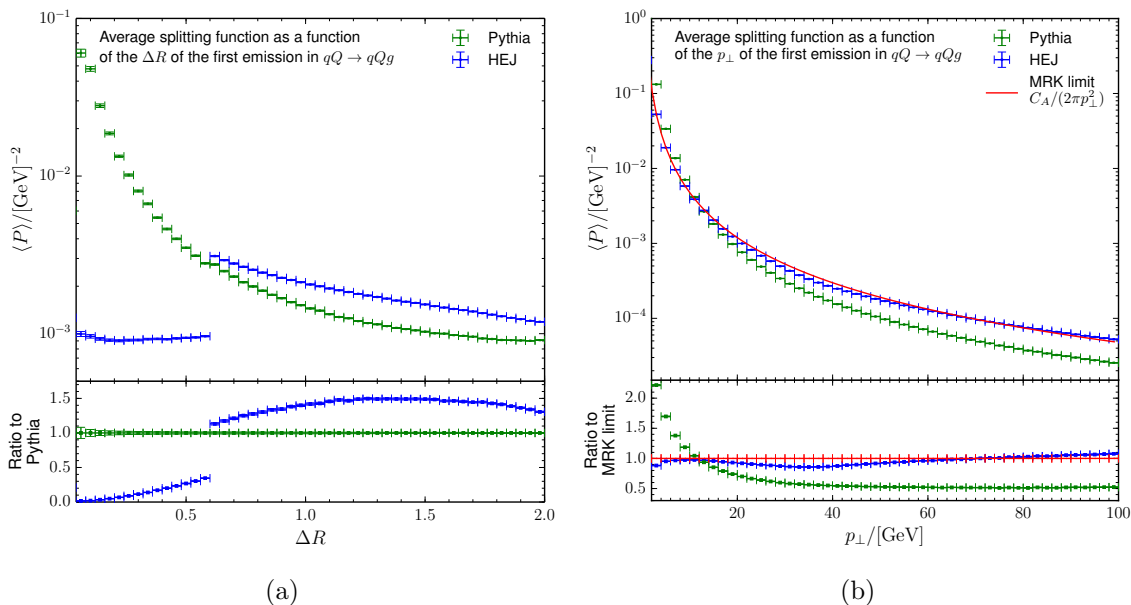 Average splitting function as a function
of the ΔR of the first emission in qQ → qQg
Pythia
HEJ
10⁻¹
10⁻²
10⁻³
⟨P⟩/[GeV]⁻²
1.5
1.0
0.5
0.0
Ratio to
Pythia
0.5
1.0
1.5
2.0
ΔR
(a)
Average splitting function as a function
of the p⊥ of the first emission in qQ → qQg
Pythia
HEJ
MRK limit
C_A/(2πp⊥²)
10⁰
10⁻¹
10⁻²
10⁻³
10⁻⁴
⟨P⟩/[GeV]⁻²
2.0
1.5
1.0
0.5
Ratio to
MRK limit
20
40
60
80
100
p⊥/[GeV]
(b)